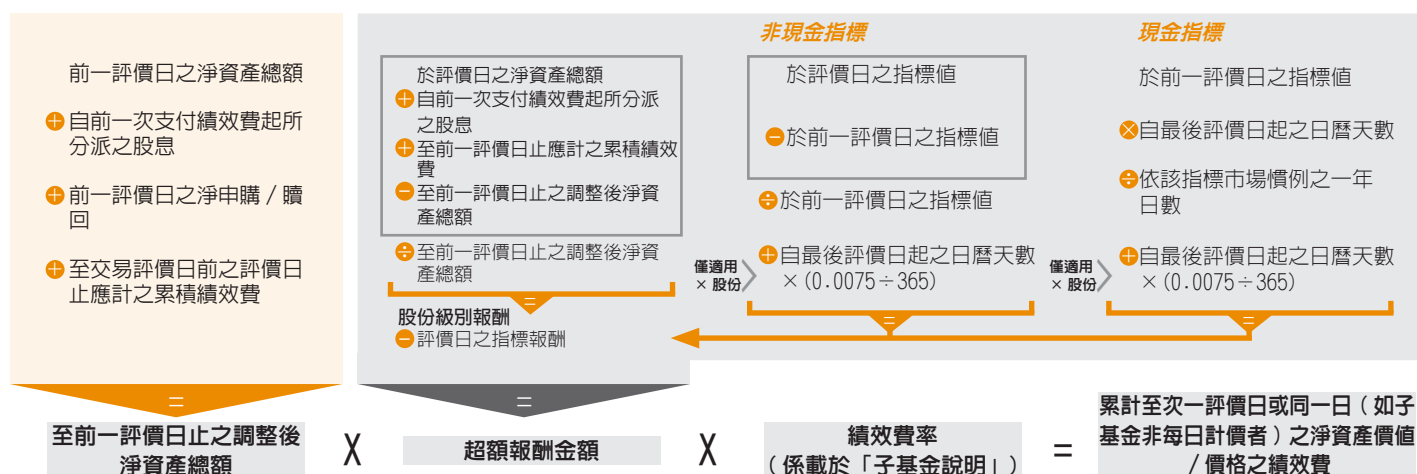 前一評價日之淨資產總額
+自前一次支付績效費起所
分派之股息
+前一評價日之淨申購／贖
回
+至交易評價日前之評價日
止應計之累積績效費
=
至前一評價日止之調整後
淨資產總額
X
於評價日之淨資產總額
+自前一次支付績效費起所分派
之股息
+至前一評價日止應計之累積績效
費
−至前一評價日止之調整後淨資
產總額
÷至前一評價日止之調整後淨資
產總額
=
股份級別報酬
−評價日之指標報酬
=
超額報酬金額
非現金指標
於評價日之指標值
−於前一評價日之指標值
÷於前一評價日之指標值
僅適用
× 股份
+自最後評價日起之日曆天數
×(0.0075÷365)
=
現金指標
於前一評價日之指標值
×自最後評價日起之日曆天數
÷依該指標市場慣例之一年
日數
僅適用
× 股份
+自最後評價日起之日曆天數
×(0.0075÷365)
=
X
績效費率
（係載於「子基金說明」）
=
累計至次一評價日或同一日（如子
基金非每日計價者）之淨資產價值
／價格之績效費